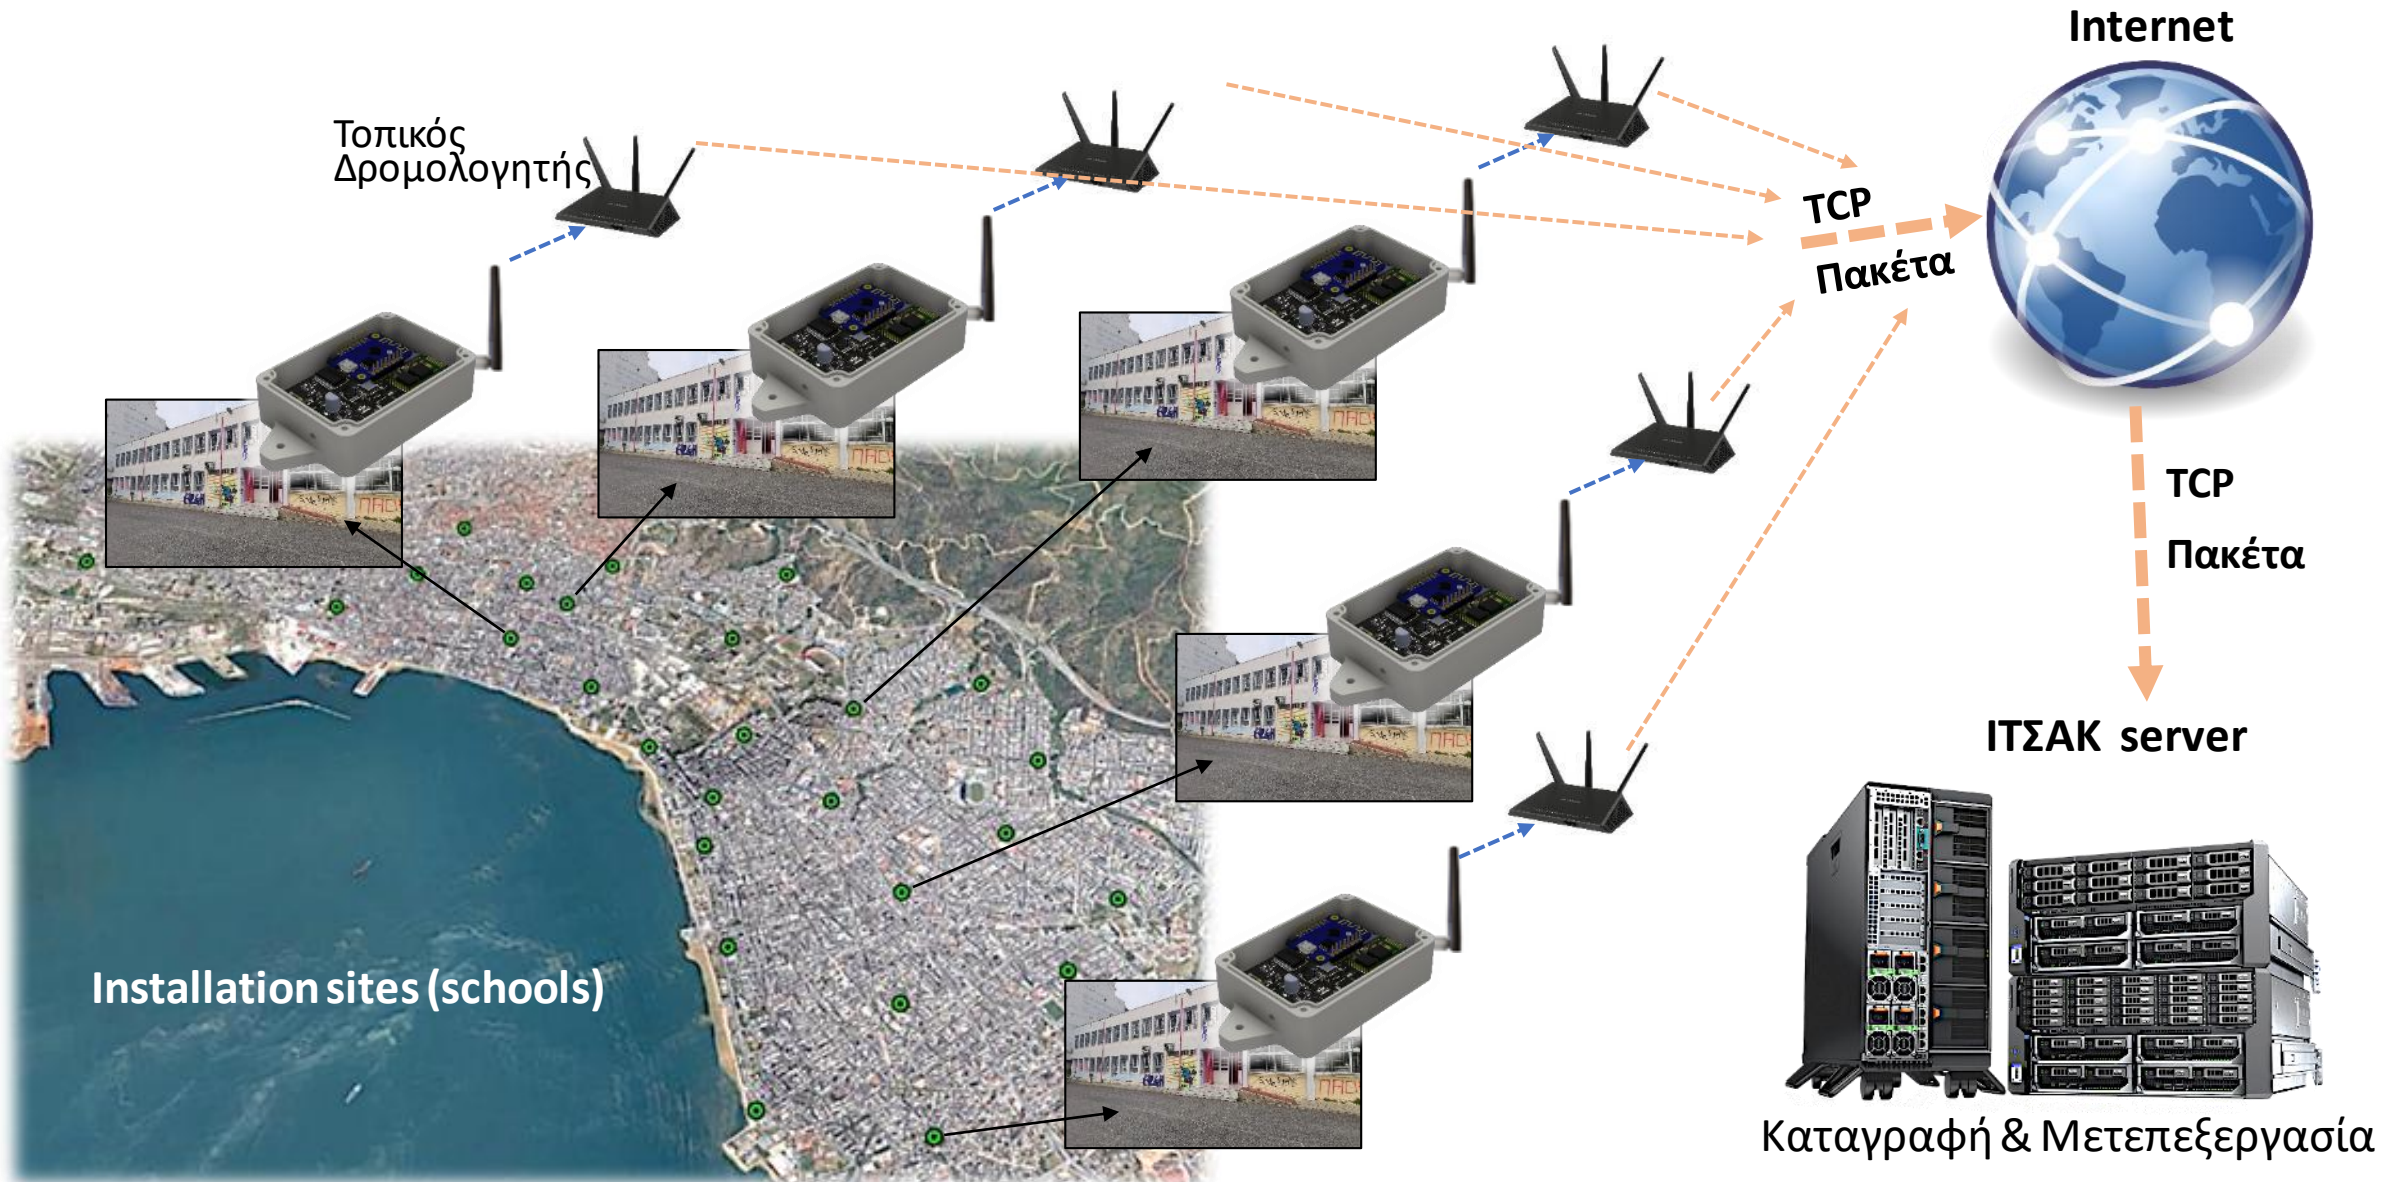 Internet
Τοπικός
Δρομολογητής
TCP
Πακέτα
TCP
Πακέτα
ΙΤΣΑΚ server
Installation sites (schools)
Καταγραφή & Μετεπεξεργασία